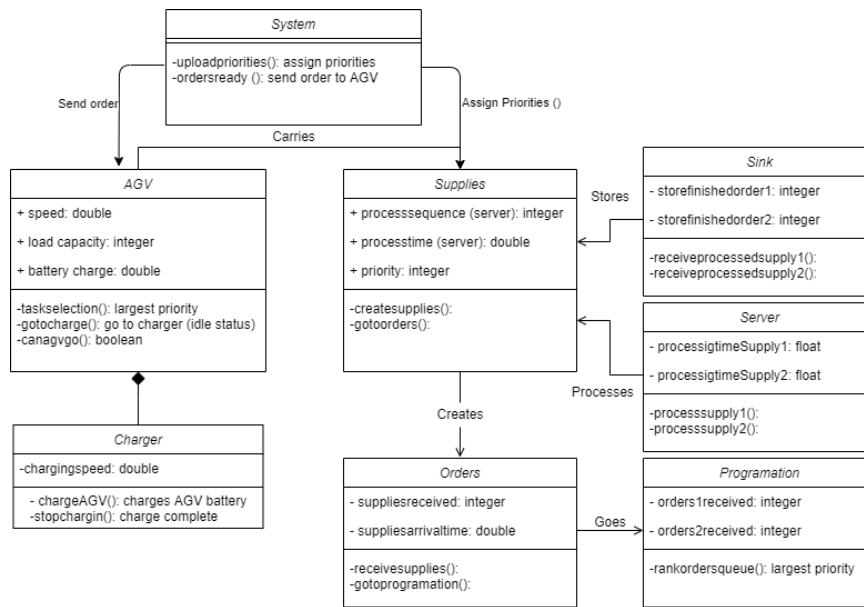 System
-uploadpriorities(): assign priorities
-ordersready (): send order to AGV
Send order
Assign Priorities ()
Carries
AGV
+ speed: double
+ load capacity: integer
+ battery charge: double
-taskselection(): largest priority
-gotocharge(): go to charger (idle status)
-canagvgo(): boolean
Supplies
+ processsequence (server): integer
+ processtime (server): double
+ priority: integer
-createsupplies():
-gotoorders():
Stores
Sink
- storefinishedorder1: integer
- storefinishedorder2: integer
-receiveprocessedsupply1():
-receiveprocessedsupply2():
Processes
Server
- processigtimeSupply1: float
- processigtimeSupply2: float
-processsupply1():
-processsupply2():
Creates
Charger
-chargingspeed: double
- chargeAGV(): charges AGV battery
-stopchargin(): charge complete
Orders
- suppliesreceived: integer
- suppliesarrivaltime: double
-receivesupplies():
-gotoprogramation():
Goes
Programation
- orders1received: integer
- orders2received: integer
-rankordersqueue(): largest priority